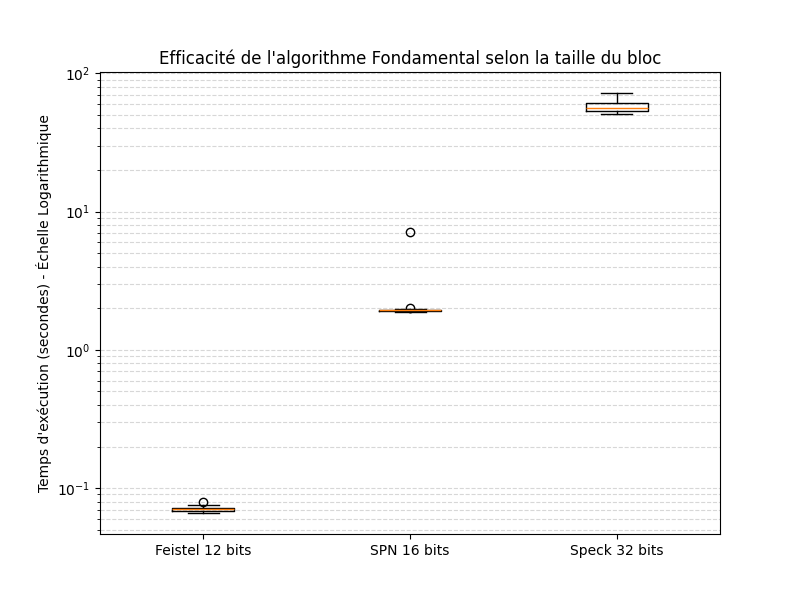 Efficacité de l'algorithme Fondamental selon la taille du bloc
Temps d'exécution (secondes) - Échelle Logarithmique
10²
10¹
10⁰
10⁻¹
Feistel 12 bits
SPN 16 bits
Speck 32 bits